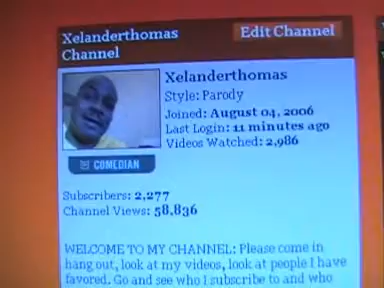 Xelanderthomas
Channel
Edit Channel
Xelanderthomas
Style: Parody
Joined: August 04, 2006
Last Login: 11 minutes ago
Videos Watched: 2,986
COMEDIAN
Subscribers: 2,277
Channel Views: 58,836
WELCOME TO MY CHANNEL: Please come in
hang out, look at my videos, look at people I have
favored. Go and see who I subscribe to and who